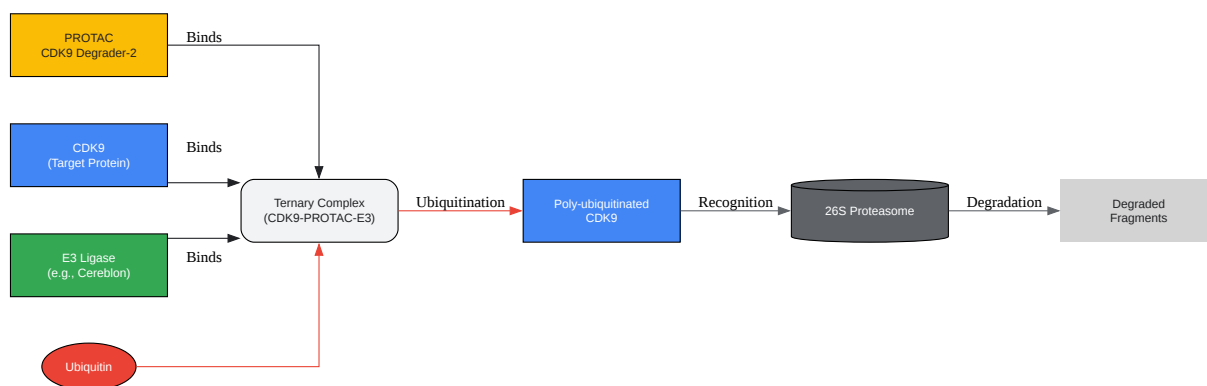 PROTAC
CDK9 Degrader-2
Binds
CDK9
(Target Protein)
Binds
E3 Ligase
(e.g., Cereblon)
Binds
Ubiquitin
Ternary Complex
(CDK9-PROTAC-E3)
Ubiquitination
Poly-ubiquitinated
CDK9
Recognition
26S Proteasome
Degradation
Degraded
Fragments